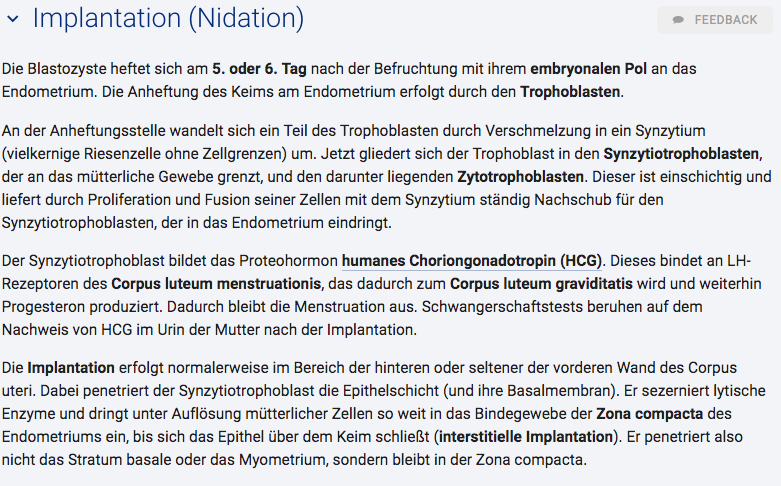 Implantation (Nidation)
FEEDBACK
Die Blastozyste heftet sich am 5. oder 6. Tag nach der Befruchtung mit ihrem embryonalen Pol an das
Endometrium. Die Anheftung des Keims am Endometrium erfolgt durch den Trophoblasten.
An der Anheftungsstelle wandelt sich ein Teil des Trophoblasten durch Verschmelzung in ein Synzytium
(vielkernige Riesenzelle ohne Zellgrenzen) um. Jetzt gliedert sich der Trophoblast in den Synzytiotrophoblasten,
der an das mütterliche Gewebe grenzt, und den darunter liegenden Zytotrophoblasten. Dieser ist einschichtig und
liefert durch Proliferation und Fusion seiner Zellen mit dem Synzytium ständig Nachschub für den
Synzytiotrophoblasten, der in das Endometrium eindringt.
Der Synzytiotrophoblast bildet das Proteohormon humanes Choriongonadotropin (HCG). Dieses bindet an LH-
Rezeptoren des Corpus luteum menstruationis, das dadurch zum Corpus luteum graviditatis wird und weiterhin
Progesteron produziert. Dadurch bleibt die Menstruation aus. Schwangerschaftstests beruhen auf dem
Nachweis von HCG im Urin der Mutter nach der Implantation.
Die Implantation erfolgt normalerweise im Bereich der hinteren oder seltener der vorderen Wand des Corpus
uteri. Dabei penetriert der Synzytiotrophoblast die Epithelschicht (und ihre Basalmembran). Er sezerniert lytische
Enzyme und dringt unter Auflösung mütterlicher Zellen so weit in das Bindegewebe der Zona compacta des
Endometriums ein, bis sich das Epithel über dem Keim schließt (interstitielle Implantation). Er penetriert also
nicht das Stratum basale oder das Myometrium, sondern bleibt in der Zona compacta.